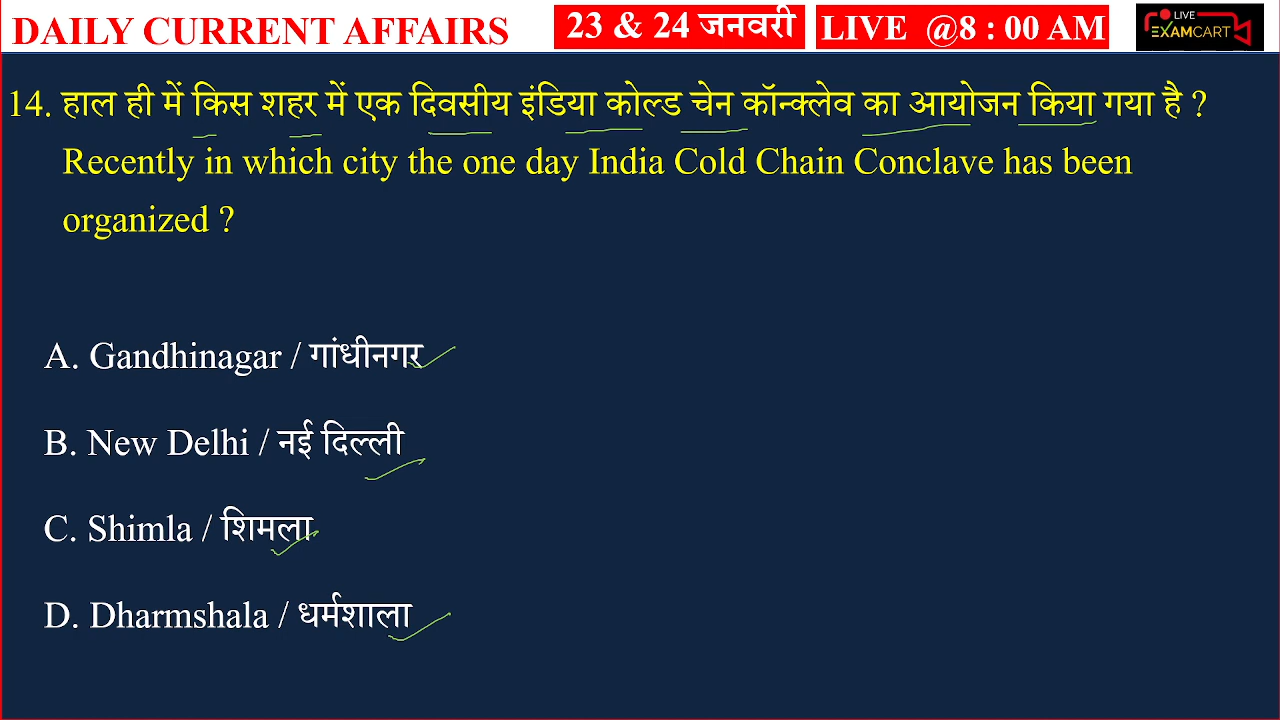 DAILY CURRENT AFFAIRS
23 & 24 जनवरी
LIVE @8 : 00 AM
LIVE
EXAMCART
14. हाल ही में किस शहर में एक दिवसीय इंडिया कोल्ड चेन कॉन्क्लेव का आयोजन किया गया है ?
Recently in which city the one day India Cold Chain Conclave has been
organized ?
A. Gandhinagar / गांधीनगर
B. New Delhi / नई दिल्ली
C. Shimla / शिमला
D. Dharmshala / धर्मशाला